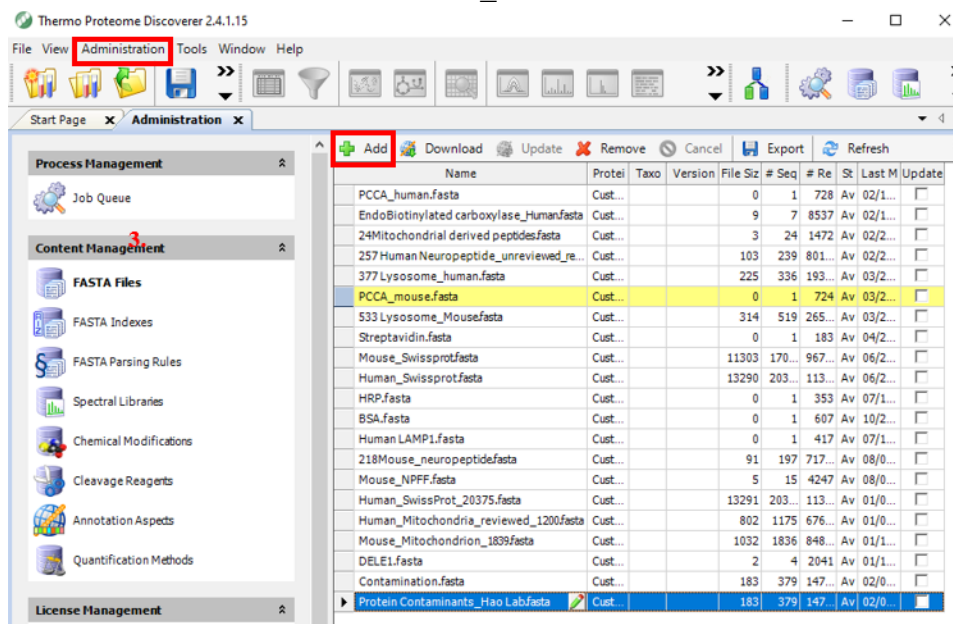 Thermo Proteome Discoverer 2.4.1.15
File View Administration Tools Window Help
Start Page x Administration x
Process Management
Job Queue
3.
Content Management
FASTA Files
FASTA Indexes
FASTA Parsing Rules
Spectral Libraries
Chemical Modifications
Cleavage Reagents
Annotation Aspects
Quantification Methods
License Management
Add Download Update Remove Cancel Export Refresh
Name Protei Taxo Version File Siz # Seq # Re St Last M Update
PCCA_human.fasta Cust... 0 1 728 Av 02/1...
EndoBiotinylated carboxylase_Human.fasta Cust... 9 7 8537 Av 02/1...
24Mitochondrial derived peptides.fasta Cust... 3 24 1472 Av 02/2...
257 Human Neuropeptide_unreviewed_re... Cust... 103 239 801... Av 02/2...
377 Lysosome_human.fasta Cust... 225 336 193... Av 03/2...
PCCA_mouse.fasta Cust... 0 1 724 Av 03/2...
533 Lysosome_Mouse.fasta Cust... 314 519 265... Av 03/2...
Streptavidin.fasta Cust... 0 1 183 Av 04/2...
Mouse_Swissprot.fasta Cust... 11303 170... 967... Av 06/2...
Human_Swissprot.fasta Cust... 13290 203... 113... Av 06/2...
HRP.fasta Cust... 0 1 353 Av 07/1...
BSA.fasta Cust... 0 1 607 Av 10/2...
Human LAMP1.fasta Cust... 0 1 417 Av 07/1...
218Mouse_neuropeptide.fasta Cust... 91 197 717... Av 08/0...
Mouse_NPFF.fasta Cust... 5 15 4247 Av 08/0...
Human_SwissProt_20375.fasta Cust... 13291 203... 113... Av 01/0...
Human_Mitochondria_reviewed_1200.fasta Cust... 802 1175 676... Av 01/0...
Mouse_Mitochondrion_1839.fasta Cust... 1032 1836 848... Av 01/1...
DELE1.fasta Cust... 2 4 2041 Av 01/1...
Contamination.fasta Cust... 183 379 147... Av 02/0...
Protein Contaminants_Hao Lab.fasta Cust... 183 379 147... Av 02/0...